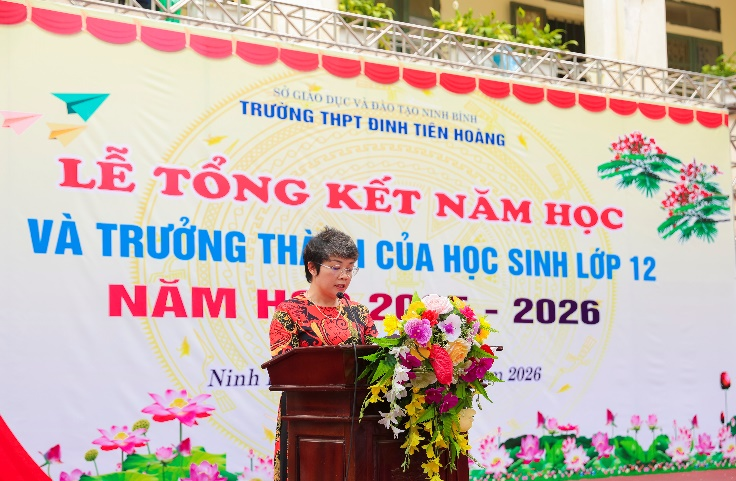 SỞ GIÁO DỤC VÀ ĐÀO TẠO NINH BÌNH
TRƯỜNG THPT ĐINH TIÊN HOÀNG
LỄ TỔNG KẾT NĂM HỌC
VÀ TRƯỞNG THÀNH CỦA HỌC SINH LỚP 12
NĂM - 2026
Ninh 2026